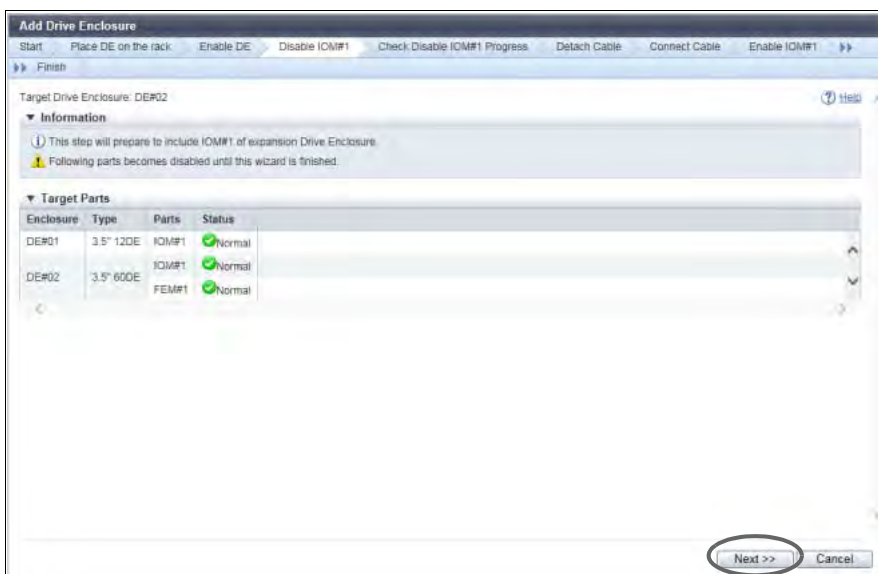 Add Drive Enclosure
Start Place DE on the rack Enable DE Disable IOM#1 Check Disable IOM#1 Progress Detach Cable Connect Cable Enable IOM#1
Finish
Target Drive Enclosure: DE#02 Help
Information
This step will prepare to include IOM#1 of expansion Drive Enclosure.
Following parts becomes disabled until this wizard is finished.
Target Parts
Enclosure Type Parts Status
DE#01 3.5" 12DE IOM#1 Normal
DE#02 3.5" 60DE IOM#1 Normal
FEM#1 Normal
Next >> Cancel